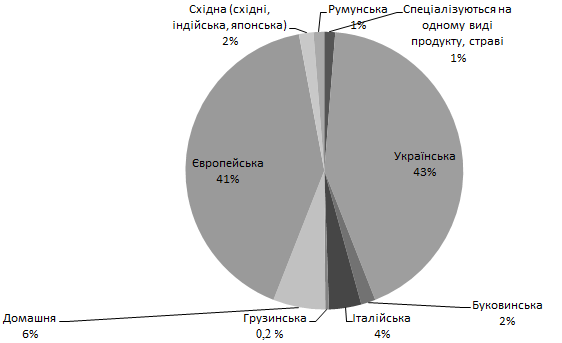 Східна (східні,
індійська, японська)
2%
Румунська
1%
Спеціалізуються на
одному виді
продукту, страві
1%
Українська
43%
Європейська
41%
Буковинська
2%
Італійська
4%
Грузинська
0,2 %
Домашня
6%